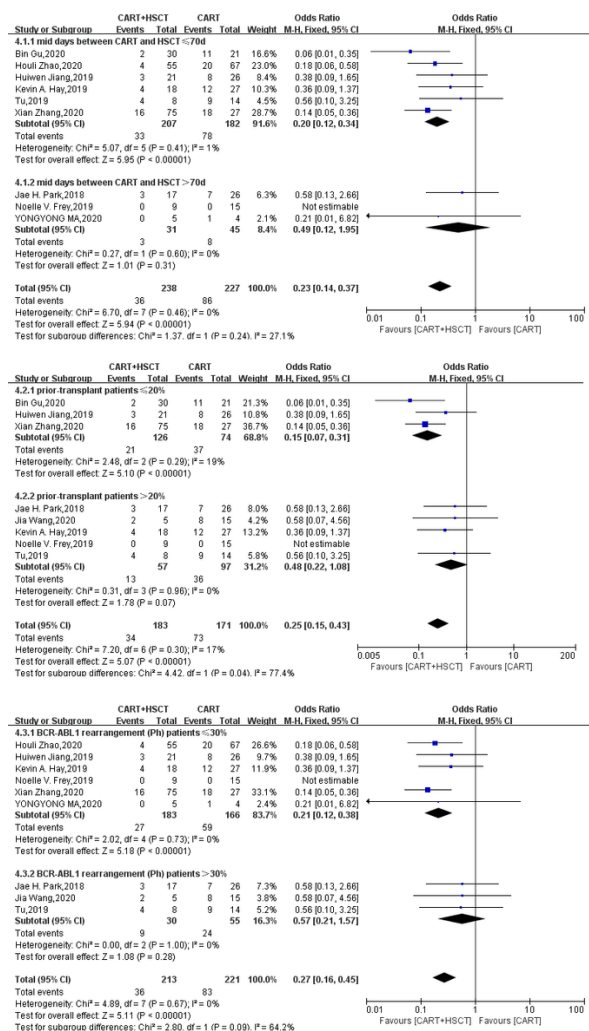 CART+HSCT CART Odds Ratio Odds Ratio
Study or Subgroup Events Total Events Total Weight M-H, Fixed, 95% CI M-H, Fixed, 95% CI
4.1.1 mid days between CART and HSCT ≤70d
Bin Gu,2020 2 30 11 21 16.6% 0.06 [0.01, 0.35]
Houli Zhao,2020 4 55 20 67 20.6% 0.18 [0.06, 0.58]
Huiwen Jiang,2019 3 21 8 26 8.4% 0.38 [0.09, 1.65]
Kevin A. Hay,2019 4 18 12 27 10.2% 0.36 [0.09, 1.37]
Tu,2019 4 8 9 14 5.2% 0.56 [0.10, 3.25]
Xian Zhang,2020 16 75 18 27 28.7% 0.14 [0.05, 0.36]
Subtotal (95% CI) 207 182 91.6% 0.20 [0.12, 0.34]
Total events 33 78
Heterogeneity: Chi² = 5.07, df = 5 (P = 0.41); I² = 1%
Test for overall effect: Z = 5.95 (P < 0.00001)
4.1.2 mid days between CART and HSCT >70d
Jae H. Park,2018 3 17 7 26 6.3% 0.58 [0.13, 2.66]
Noelle V. Frey,2019 0 9 0 15 Not estimable
YONGYONG MA,2020 0 5 1 4 2.1% 0.21 [0.01, 6.82]
Subtotal (95% CI) 31 45 8.4% 0.49 [0.12, 1.95]
Total events 3 8
Heterogeneity: Chi² = 0.27, df = 1 (P = 0.60); I² = 0%
Test for overall effect: Z = 1.01 (P = 0.31)
Total (95% CI) 238 227 100.0% 0.23 [0.14, 0.37]
Total events 36 86
Heterogeneity: Chi² = 6.70, df = 7 (P = 0.46); I² = 0%
Test for overall effect: Z = 5.94 (P < 0.00001)
Test for subgroup differences: Chi² = 1.37, df = 1 (P = 0.24), I² = 27.1%
0.01 0.1 1 10 100
Favours [CART+HSCT] Favours [CART]
CART+HSCT CART Odds Ratio Odds Ratio
Study or Subgroup Events Total Events Total Weight M-H, Fixed, 95% CI M-H, Fixed, 95% CI
4.2.1 prior-transplant patients ≤20%
Bin Gu,2020 2 30 11 21 21.3% 0.06 [0.01, 0.35]
Huiwen Jiang,2019 3 21 8 26 10.8% 0.38 [0.09, 1.65]
Xian Zhang,2020 16 75 18 27 36.7% 0.14 [0.05, 0.36]
Subtotal (95% CI) 126 74 68.8% 0.15 [0.07, 0.31]
Total events 21 37
Heterogeneity: Chi² = 2.48, df = 2 (P = 0.29); I² = 19%
Test for overall effect: Z = 5.10 (P < 0.00001)
4.2.2 prior-transplant patients >20%
Jae H. Park,2018 3 17 7 26 8.0% 0.58 [0.13, 2.66]
Jia Wang,2020 2 5 8 15 4.2% 0.58 [0.07, 4.56]
Kevin A. Hay,2019 4 18 12 27 13.2% 0.36 [0.09, 1.37]
Noelle V. Frey,2019 0 9 0 15 Not estimable
Tu,2019 4 8 9 14 5.8% 0.56 [0.10, 3.25]
Subtotal (95% CI) 57 97 31.2% 0.48 [0.22, 1.08]
Total events 13 36
Heterogeneity: Chi² = 0.31, df = 3 (P = 0.96); I² = 0%
Test for overall effect: Z = 1.78 (P = 0.07)
Total (95% CI) 183 171 100.0% 0.25 [0.15, 0.43]
Total events 34 73
Heterogeneity: Chi² = 7.20, df = 6 (P = 0.30); I² = 17%
Test for overall effect: Z = 5.07 (P < 0.00001)
Test for subgroup differences: Chi² = 4.42, df = 1 (P = 0.04), I² = 77.4%
0.005 0.1 1 10 200
Favours [CART+HSCT] Favours [CART]
CART+HSCT CART Odds Ratio Odds Ratio
Study or Subgroup Events Total Events Total Weight M-H, Fixed, 95% CI M-H, Fixed, 95% CI
4.3.1 BCR-ABL1 rearrangement (Ph) patients ≤30%
Houli Zhao,2020 4 55 20 67 26.6% 0.18 [0.06, 0.58]
Huiwen Jiang,2019 3 21 8 26 9.7% 0.38 [0.09, 1.65]
Kevin A. Hay,2019 4 18 12 27 11.9% 0.36 [0.09, 1.37]
Noelle V. Frey,2019 0 9 0 15 Not estimable
Xian Zhang,2020 16 75 18 27 33.1% 0.14 [0.05, 0.36]
YONGYONG MA,2020 0 5 1 4 2.4% 0.21 [0.01, 6.82]
Subtotal (95% CI) 183 166 83.7% 0.21 [0.12, 0.38]
Total events 27 59
Heterogeneity: Chi² = 2.02, df = 4 (P = 0.73); I² = 0%
Test for overall effect: Z = 5.18 (P < 0.00001)
4.3.2 BCR-ABL1 rearrangement (Ph) patients >30%
Jae H. Park,2018 3 17 7 26 7.3% 0.58 [0.13, 2.66]
Jia Wang,2020 2 5 8 15 3.8% 0.58 [0.07, 4.56]
Tu,2019 4 8 9 14 5.2% 0.56 [0.10, 3.25]
Subtotal (95% CI) 30 55 16.3% 0.57 [0.21, 1.57]
Total events 9 24
Heterogeneity: Chi² = 0.00, df = 2 (P = 1.00); I² = 0%
Test for overall effect: Z = 1.08 (P = 0.28)
Total (95% CI) 213 221 100.0% 0.27 [0.16, 0.45]
Total events 36 83
Heterogeneity: Chi² = 4.89, df = 7 (P = 0.67); I² = 0%
Test for overall effect: Z = 5.11 (P < 0.00001)
Test for subgroup differences: Chi² = 2.80, df = 1 (P = 0.09), I² = 64.2%
0.01 0.1 1 10 100
Favours [CART+HSCT] Favours [CART]